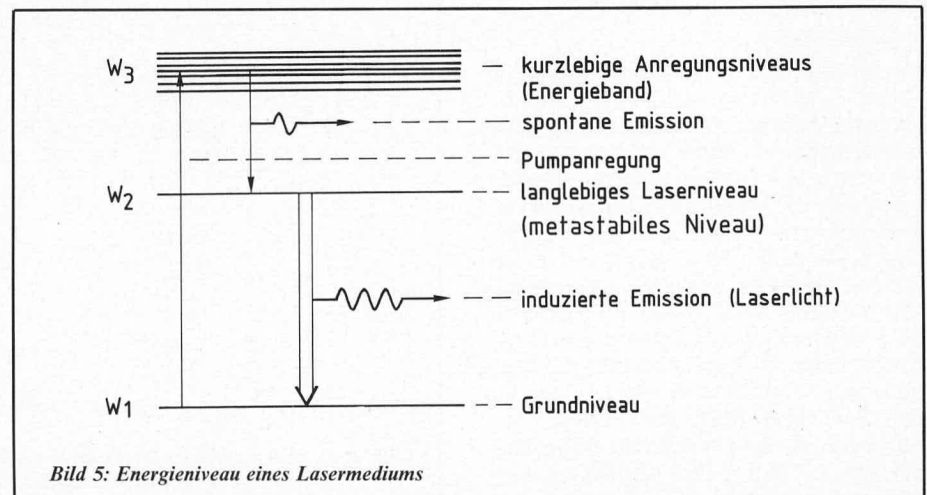 W3
kurzlebige Anregungsniveaus
(Energieband)
spontane Emission
Pumpanregung
W2
langlebiges Laserniveau
(metastabiles Niveau)
induzierte Emission (Laserlicht)
W1
Grundniveau
Bild 5: Energieniveau eines Lasermediums